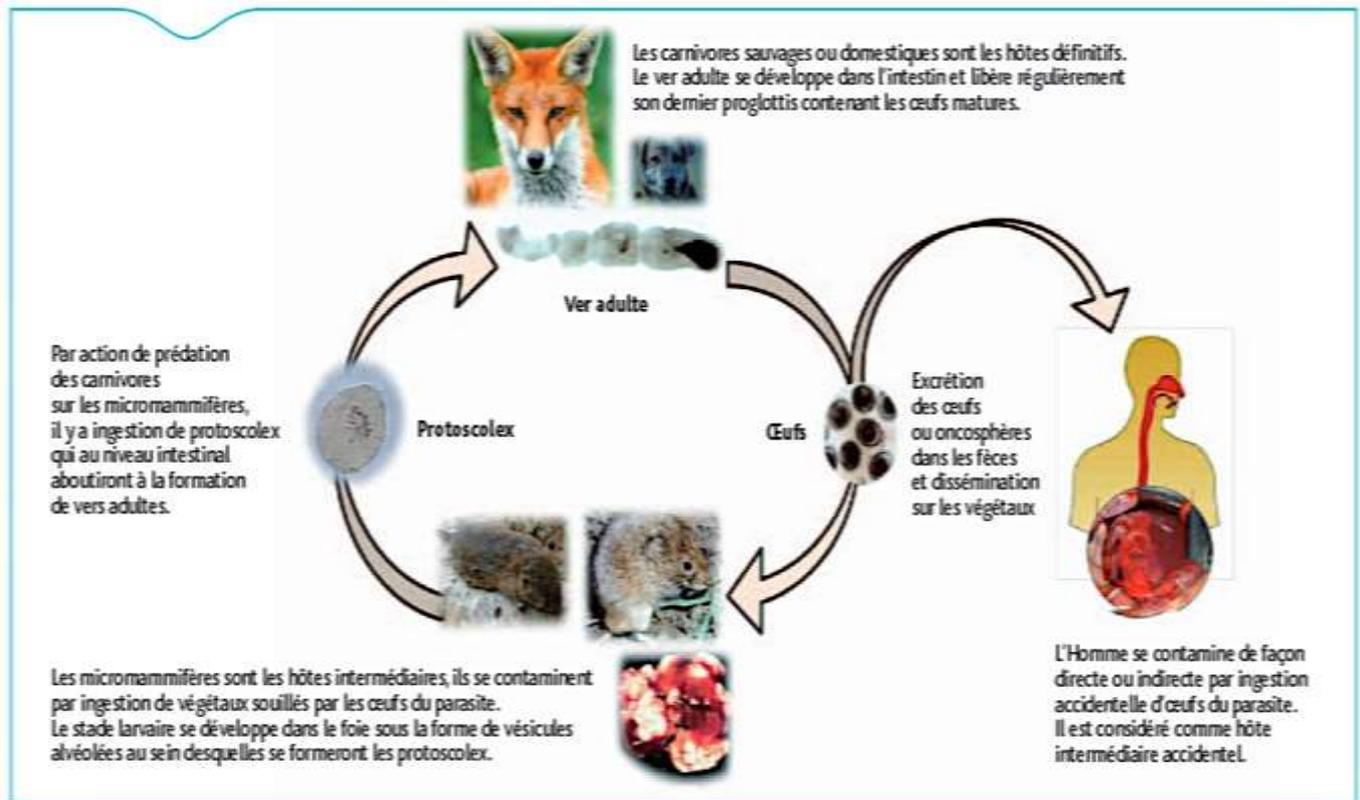 Les carnivores sauvages ou domestiques sont les hôtes définitifs.
Le ver adulte se développe dans l'intestin et libère régulièrement
son dernier proglottis contenant les œufs matures.
Ver adulte
Par action de prédation
des carnivores
sur les micromammifères,
il y a ingestion de protoscolex
qui au niveau intestinal
aboutiront à la formation
de vers adultes.
Protoscolex
Œufs
Excrétion
des œufs
ou oncosphères
dans les fèces
et dissémination
sur les végétaux
Les micromammifères sont les hôtes intermédiaires, ils se contaminent
par ingestion de végétaux souillés par les œufs du parasite.
Le stade larvaire se développe dans le foie sous la forme de vésicules
alvéolées au sein desquelles se formeront les protoscolex.
L'Homme se contamine de façon
directe ou indirecte par ingestion
accidentelle d'œufs du parasite.
Il est considéré comme hôte
intermédiaire accidentel.